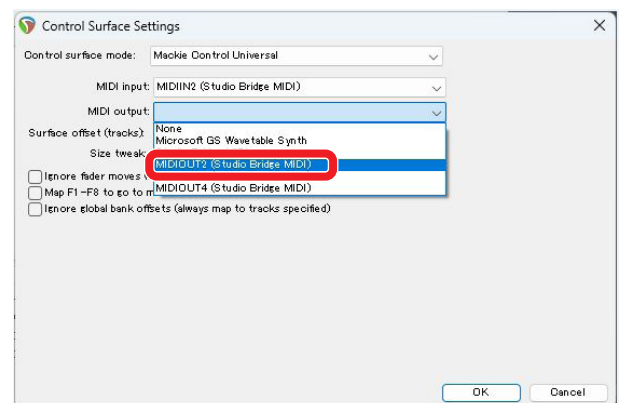 Control Surface Settings
Control surface mode: Mackie Control Universal
MIDI input: MIDIIN2 (Studio Bridge MIDI)
MIDI output:
None
Surface offset (tracks):
Microsoft GS Wavetable Synth
Size tweak:
MIDIOUT2 (Studio Bridge MIDI)
Ignore fader moves
Map F1-F8 to go to m
MIDIOUT4 (Studio Bridge MIDI)
Ignore global bank offsets (always map to tracks specified)
OK Cancel